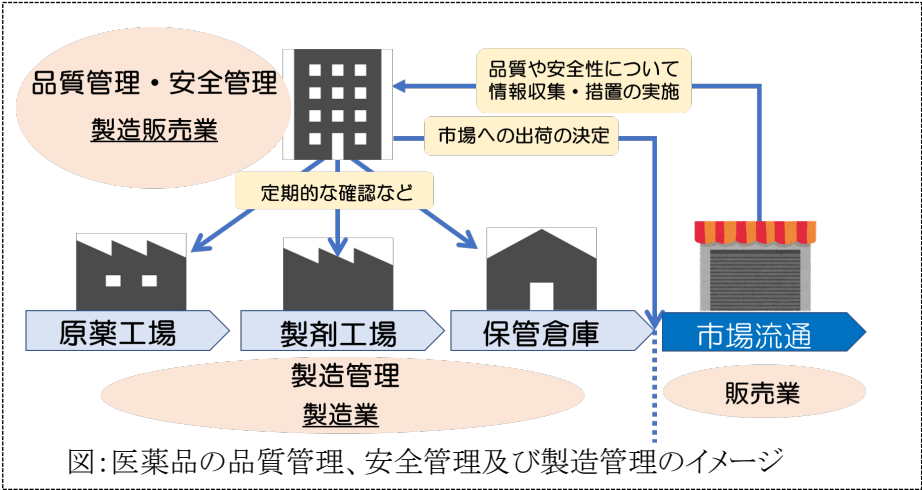 品質管理・安全管理
製造販売業
品質や安全性について
情報収集・措置の実施
市場への出荷の決定
定期的な確認など
原薬工場
製剤工場
保管倉庫
市場流通
製造管理
製造業
販売業
図：医薬品の品質管理、安全管理及び製造管理のイメージ